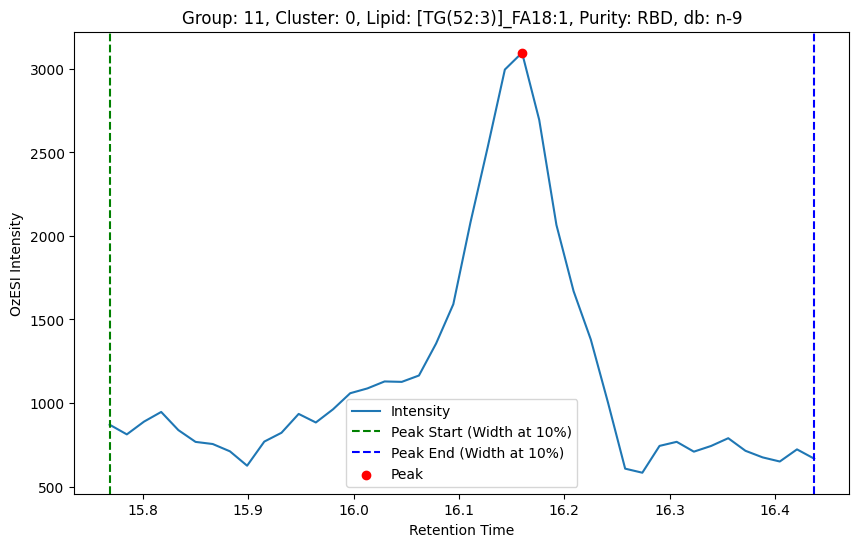 Group: 11, Cluster: 0, Lipid: [TG(52:3)]_FA18:1, Purity: RBD, db: n-9
3000
2500
2000
1500
1000
500
OzESI Intensity
Intensity
Peak Start (Width at 10%)
Peak End (Width at 10%)
Peak
15.8 15.9 16.0 16.1 16.2 16.3 16.4
Retention Time